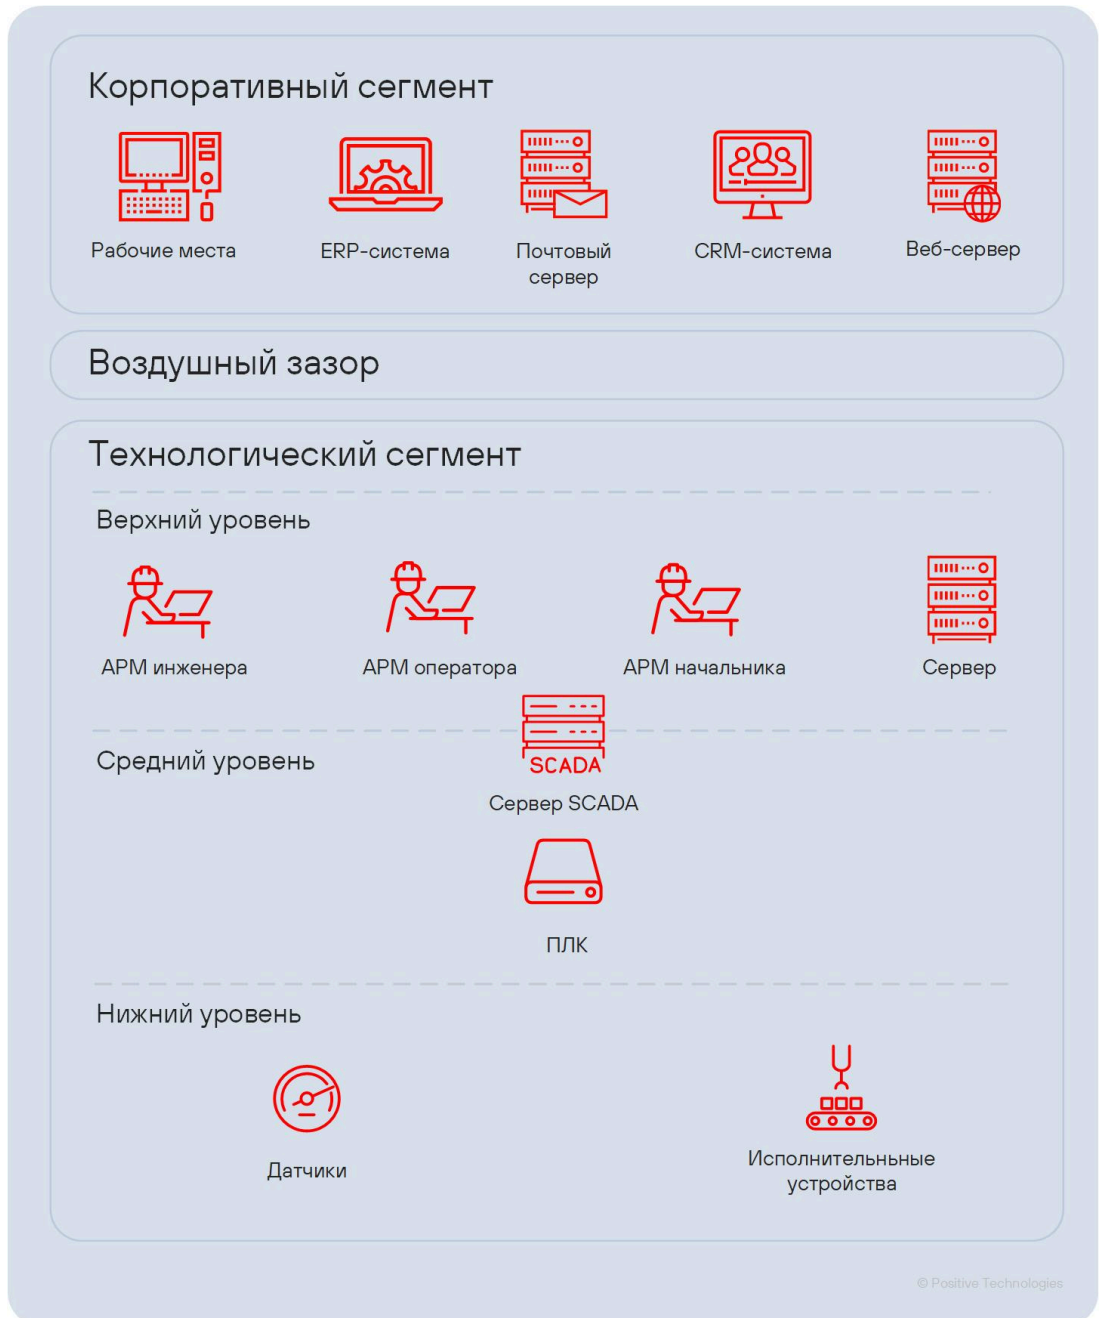 Корпоративный сегмент
Рабочие места
ERP-система
Почтовый
сервер
CRM-система
Веб-сервер
Воздушный зазор
Технологический сегмент
Верхний уровень
АРМ инженера
АРМ оператора
АРМ начальника
Сервер
Средний уровень
SCADA
Сервер SCADA
ПЛК
Нижний уровень
Датчики
Исполнительньные
устройства
© Positive Technologies